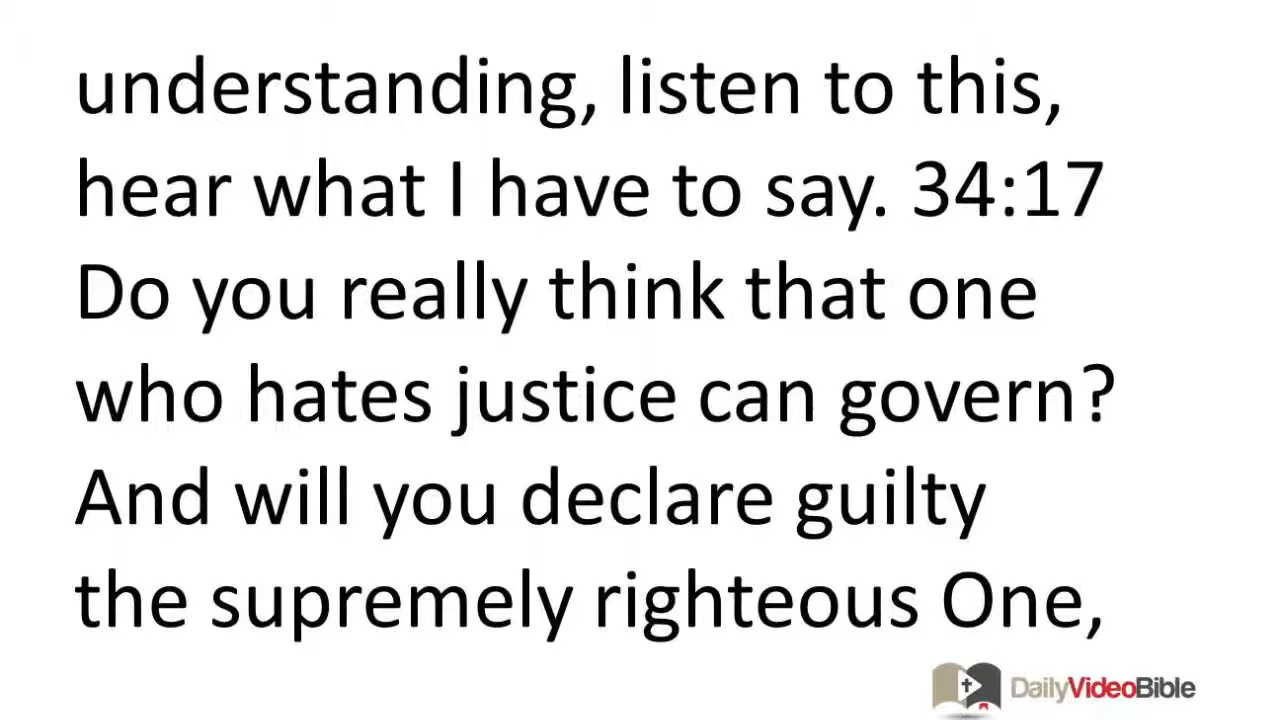 understanding, listen to this,
hear what I have to say. 34:17
Do you really think that one
who hates justice can govern?
And will you declare guilty
the supremely righteous One,
DailyVideoBible